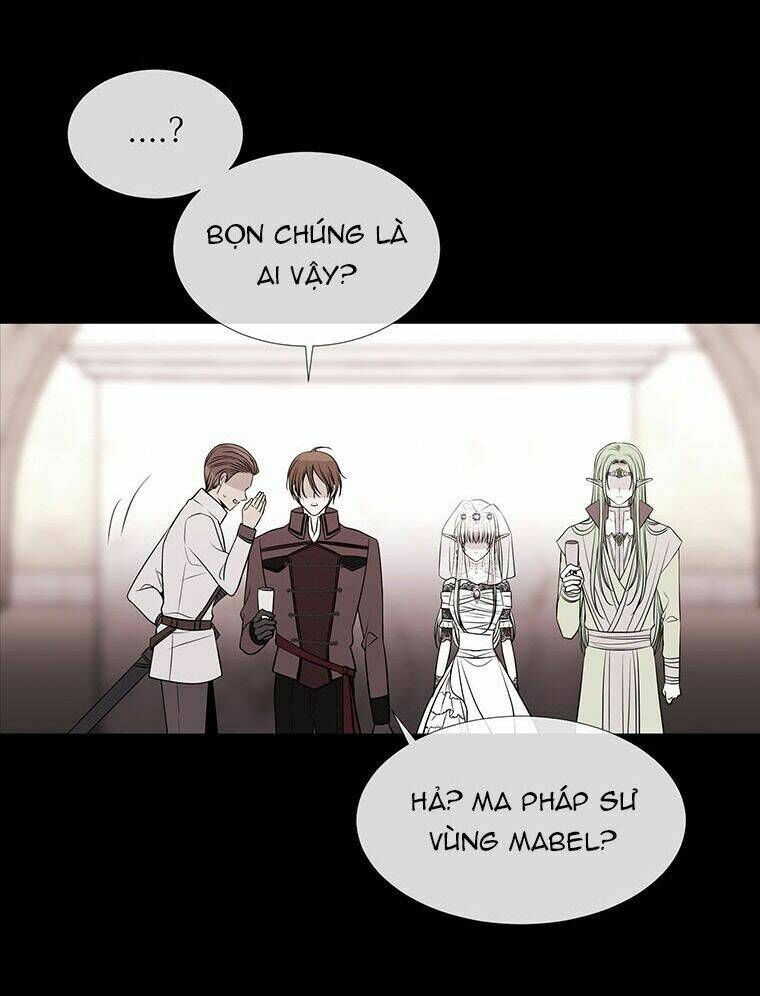 ....?
BỌN CHÚNG LÀ
AI VẬY?
HẢ? MA PHÁP SƯ
VÙNG MABEL?